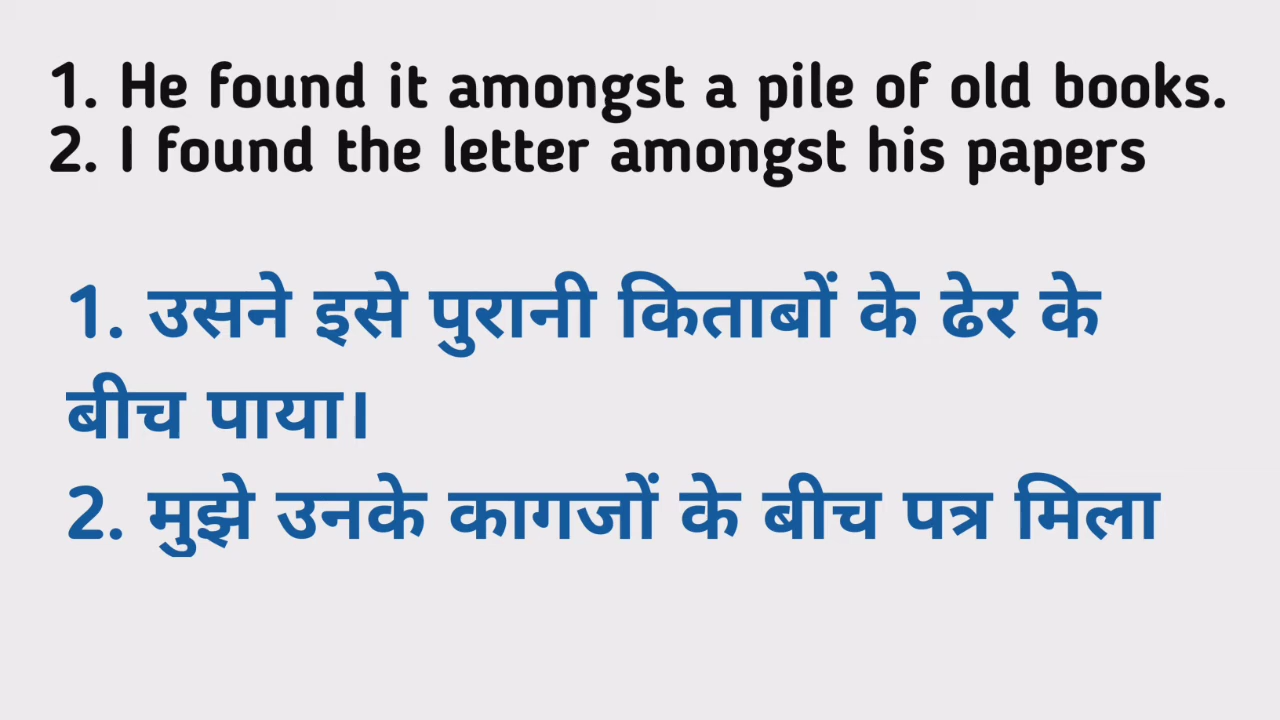 1. He found it amongst a pile of old books.
2. I found the letter amongst his papers
1. उसने इसे पुरानी किताबों के ढेर के
बीच पाया।
2. मुझे उनके कागजों के बीच पत्र मिला